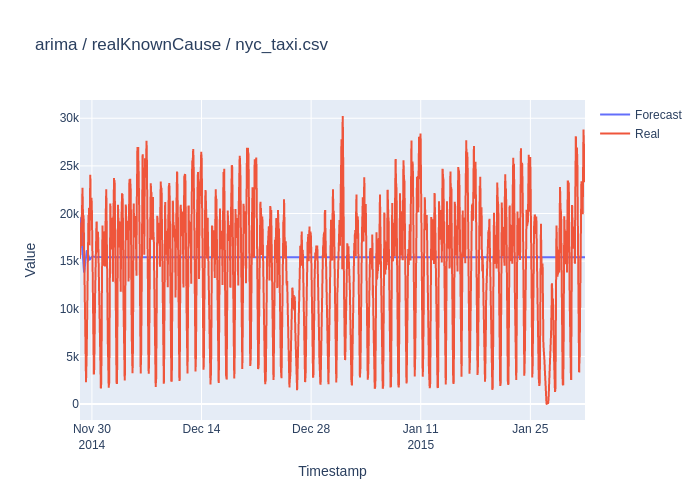 arima / realKnownCause / nyc_taxi.csv
Forecast
Real
30k
25k
20k
15k
10k
5k
0
Value
Nov 30
2014
Dec 14
Dec 28
Jan 11
2015
Jan 25
Timestamp